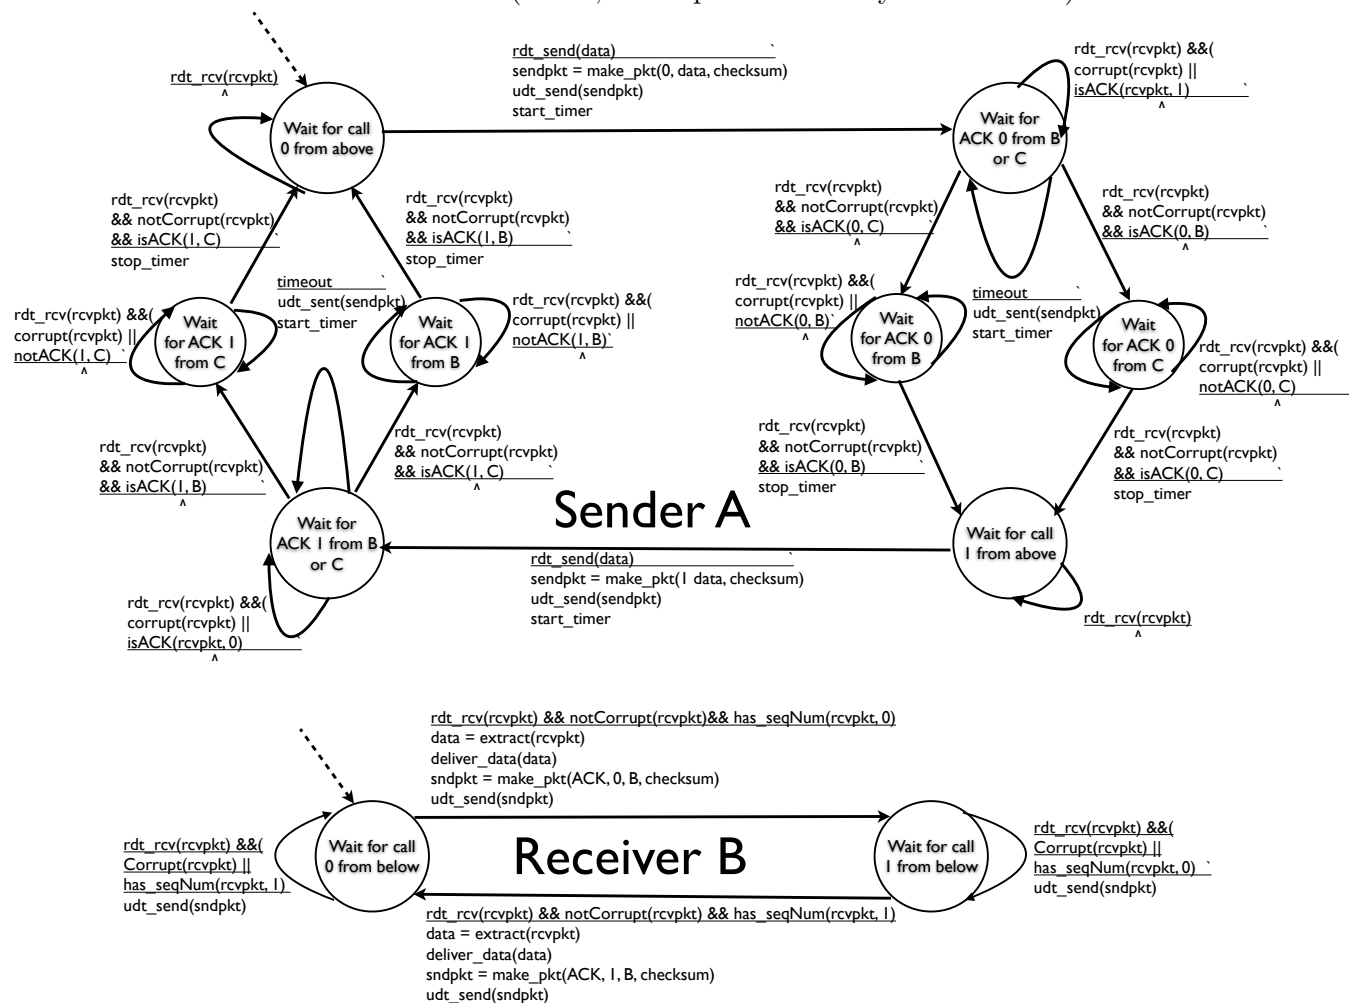 rdt_rcv(rcvpkt)
^
Wait for call
0 from above
rdt_send(data) `
sendpkt = make_pkt(0, data, checksum)
udt_send(sendpkt)
start_timer
Wait for
ACK 0 from B
or C
rdt_rcv(rcvpkt) &&(
corrupt(rcvpkt) ||
isACK(rcvpkt, 1) `
^
rdt_rcv(rcvpkt)
&& notCorrupt(rcvpkt)
&& isACK(1, C) `
stop_timer
rdt_rcv(rcvpkt)
&& notCorrupt(rcvpkt)
&& isACK(1, B) `
stop_timer
rdt_rcv(rcvpkt)
&& notCorrupt(rcvpkt)
&& isACK(0, C) `
^
rdt_rcv(rcvpkt)
&& notCorrupt(rcvpkt)
&& isACK(0, B) `
^
rdt_rcv(rcvpkt) &&(
corrupt(rcvpkt) ||
notACK(1, C) `
^
Wait
for ACK 1
from C
timeout `
udt_sent(sendpkt)
start_timer
Wait
for ACK 1
from B
rdt_rcv(rcvpkt) &&(
corrupt(rcvpkt) ||
notACK(1, B)`
^
rdt_rcv(rcvpkt) &&(
corrupt(rcvpkt) ||
notACK(0, B)`
^
Wait
for ACK 0
from B
timeout `
udt_sent(sendpkt)
start_timer
Wait
for ACK 0
from C
rdt_rcv(rcvpkt) &&(
corrupt(rcvpkt) ||
notACK(0, C) `
^
rdt_rcv(rcvpkt)
&& notCorrupt(rcvpkt)
&& isACK(1, B) `
^
rdt_rcv(rcvpkt)
&& notCorrupt(rcvpkt)
&& isACK(1, C) `
^
rdt_rcv(rcvpkt)
&& notCorrupt(rcvpkt)
&& isACK(0, B) `
stop_timer
rdt_rcv(rcvpkt)
&& notCorrupt(rcvpkt)
&& isACK(0, C) `
stop_timer
Sender A
Wait for
ACK 1 from B
or C
rdt_send(data) `
sendpkt = make_pkt(1 data, checksum)
udt_send(sendpkt)
start_timer
Wait for call
1 from above
rdt_rcv(rcvpkt) &&(
corrupt(rcvpkt) ||
isACK(rcvpkt, 0) `
^
rdt_rcv(rcvpkt)
^
rdt_rcv(rcvpkt) && notCorrupt(rcvpkt)&& has_seqNum(rcvpkt, 0)
data = extract(rcvpkt)
deliver_data(data)
sndpkt = make_pkt(ACK, 0, B, checksum)
udt_send(sndpkt)
rdt_rcv(rcvpkt) &&(
Corrupt(rcvpkt) ||
has_seqNum(rcvpkt, 1)
udt_send(sndpkt)
Wait for call
0 from below
Receiver B
Wait for call
1 from below
rdt_rcv(rcvpkt) &&(
Corrupt(rcvpkt) ||
has_seqNum(rcvpkt, 0) `
udt_send(sndpkt)
rdt_rcv(rcvpkt) && notCorrupt(rcvpkt) && has_seqNum(rcvpkt, 1)
data = extract(rcvpkt)
deliver_data(data)
sndpkt = make_pkt(ACK, 1, B, checksum)
udt_send(sndpkt)